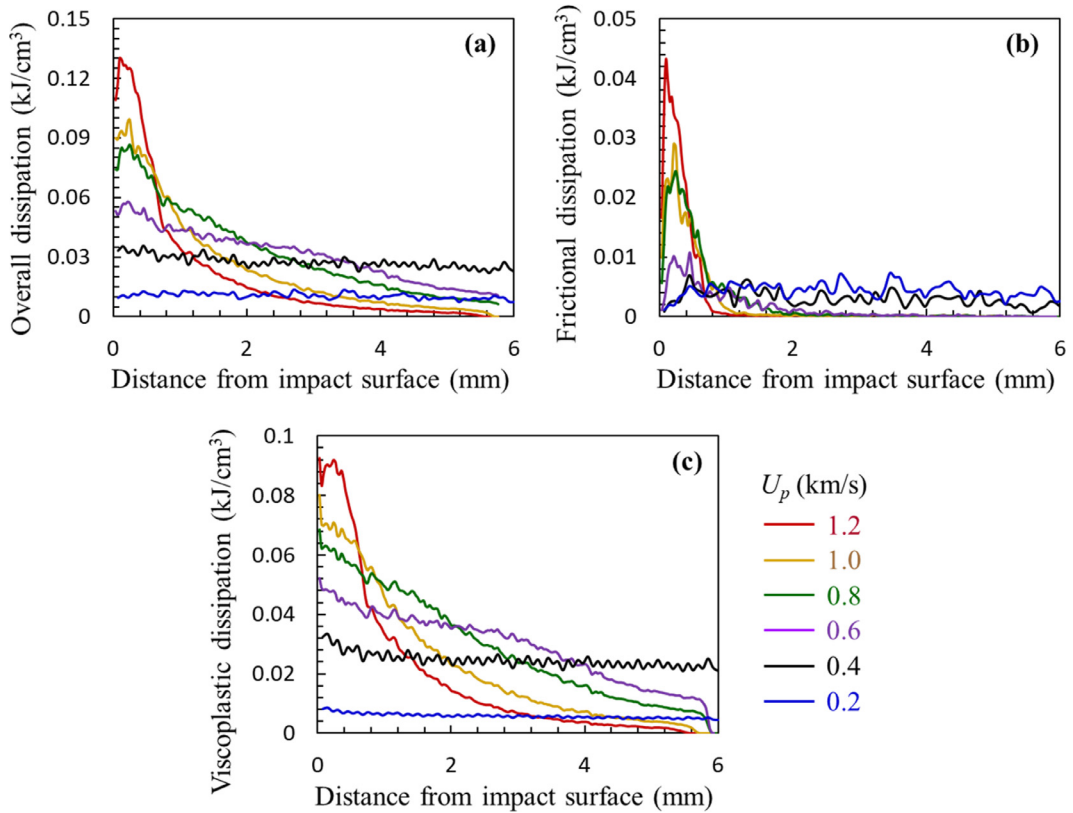 (a)
Overall dissipation (kJ/cm³)
0.15
0.12
0.09
0.06
0.03
0
0 2 4 6
Distance from impact surface (mm)
(b)
Frictional dissipation (kJ/cm³)
0.05
0.04
0.03
0.02
0.01
0
0 2 4 6
Distance from impact surface (mm)
(c)
Viscoplastic dissipation (kJ/cm³)
0.1
0.08
0.06
0.04
0.02
0
0 2 4 6
Distance from impact surface (mm)
Uₚ (km/s)
1.2
1.0
0.8
0.6
0.4
0.2